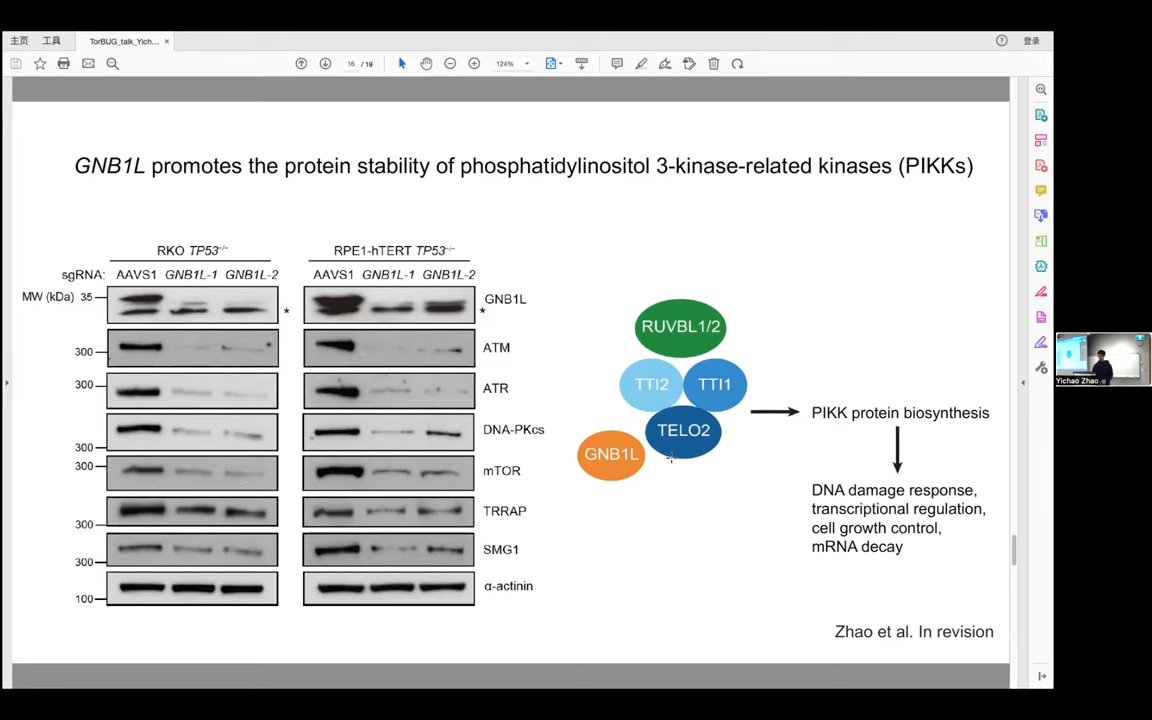 主页 工具 TorBUG_talk_Yich... × 登录
16 / 19 124%
GNB1L promotes the protein stability of phosphatidylinositol 3-kinase-related kinases (PIKKs)
RKO TP53-/- RPE1-hTERT TP53-/-
sgRNA: AAVS1 GNB1L-1 GNB1L-2 AAVS1 GNB1L-1 GNB1L-2
MW (kDa) 35 * * GNB1L
300 ATM
300 ATR
300 DNA-PKcs
300 mTOR
300 TRRAP
300 SMG1
100 α-actinin
RUVBL1/2
TTI2 TTI1
TELO2
GNB1L
PIKK protein biosynthesis
DNA damage response,
transcriptional regulation,
cell growth control,
mRNA decay
Zhao et al. In revision
Yichao Zhao